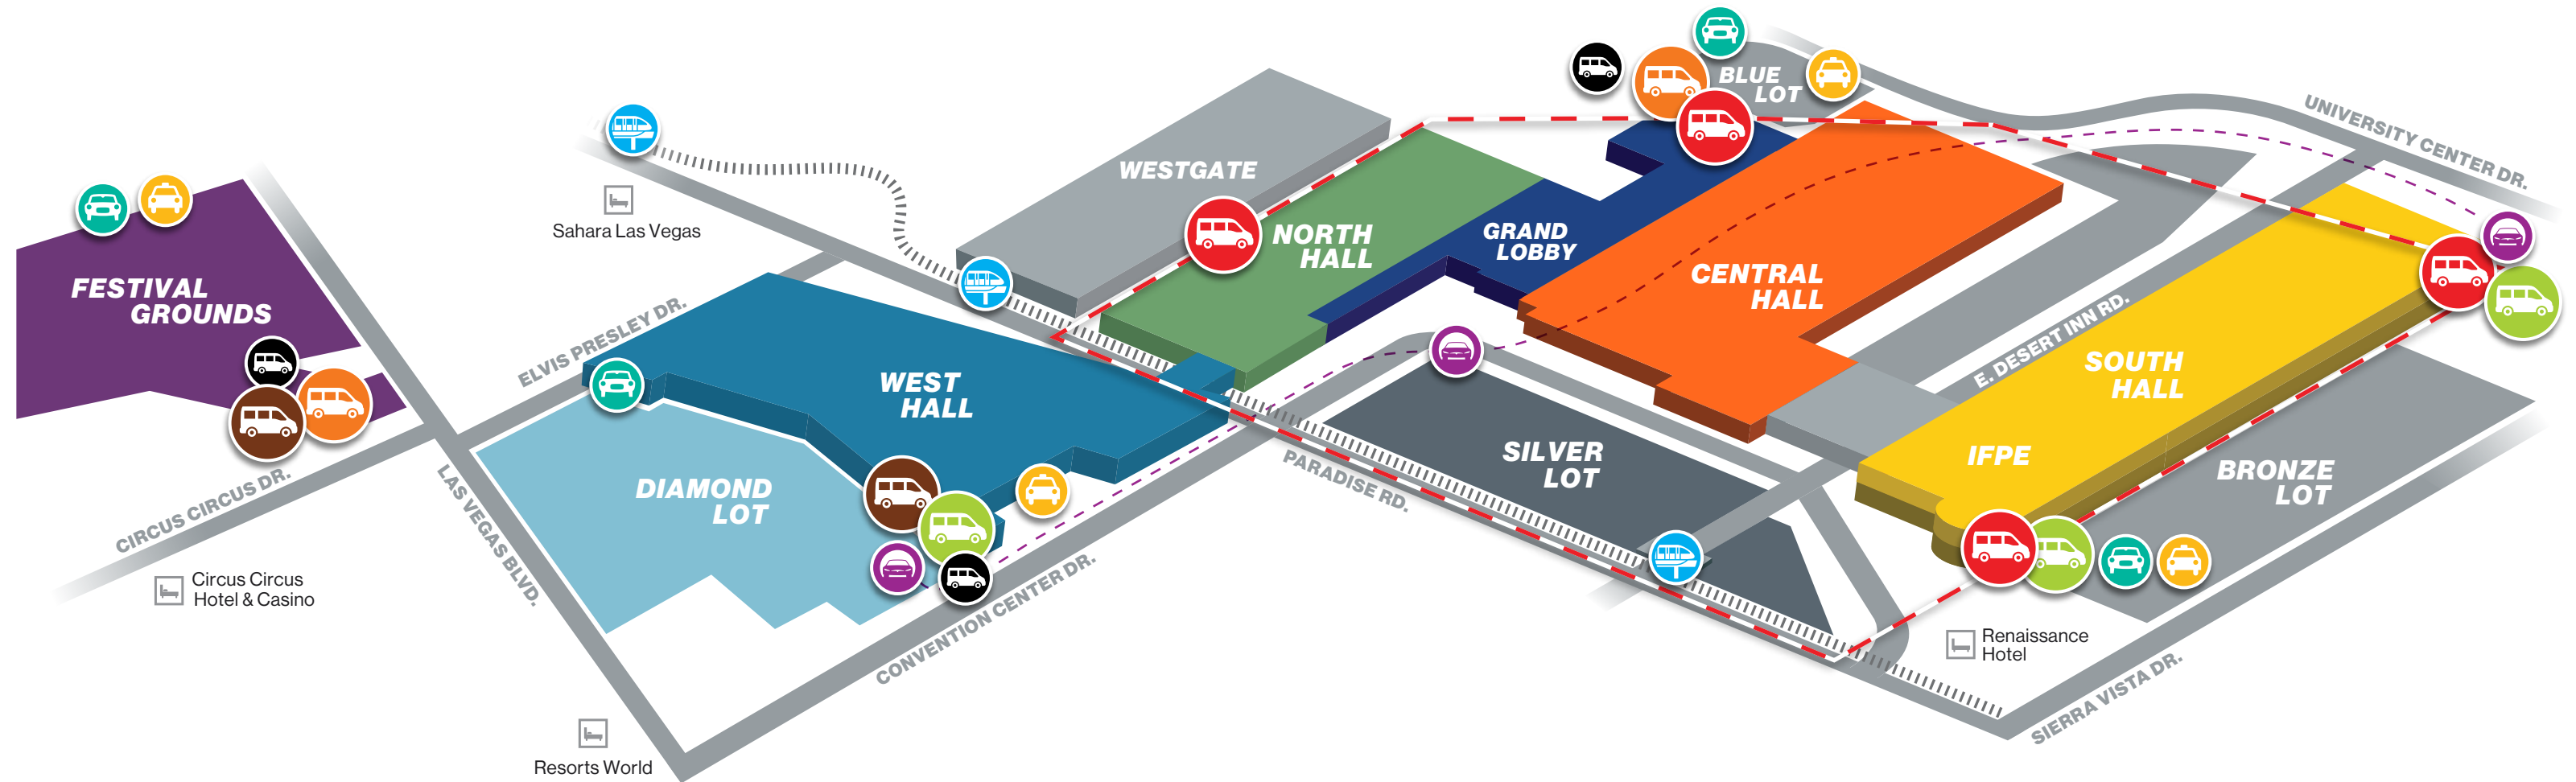 BLUE
LOT
UNIVERSITY CENTER DR.
WESTGATE
Sahara Las Vegas
NORTH
HALL
GRAND
LOBBY
CENTRAL
HALL
FESTIVAL
GROUNDS
ELVIS PRESLEY DR.
E. DESERT INN RD.
SOUTH
HALL
WEST
HALL
IFPE
SILVER
LOT
BRONZE
LOT
PARADISE RD.
DIAMOND
LOT
CIRCUS CIRCUS DR.
LAS VEGAS BLVD.
Circus Circus
Hotel & Casino
CONVENTION CENTER DR.
Renaissance
Hotel
SIERRA VISTA DR.
Resorts World